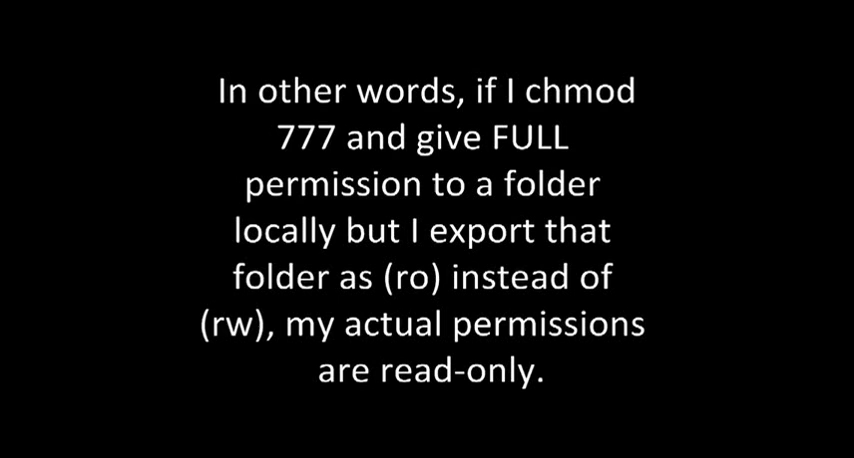 In other words, if I chmod
777 and give FULL
permission to a folder
locally but I export that
folder as (ro) instead of
(rw), my actual permissions
are read-only.